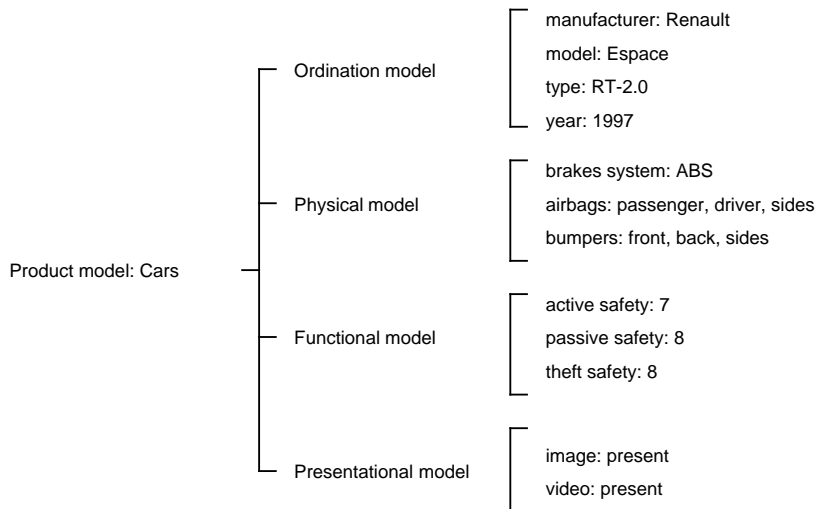 Product model: Cars
Ordination model
manufacturer: Renault
model: Espace
type: RT-2.0
year: 1997
Physical model
brakes system: ABS
airbags: passenger, driver, sides
bumpers: front, back, sides
Functional model
active safety: 7
passive safety: 8
theft safety: 8
Presentational model
image: present
video: present